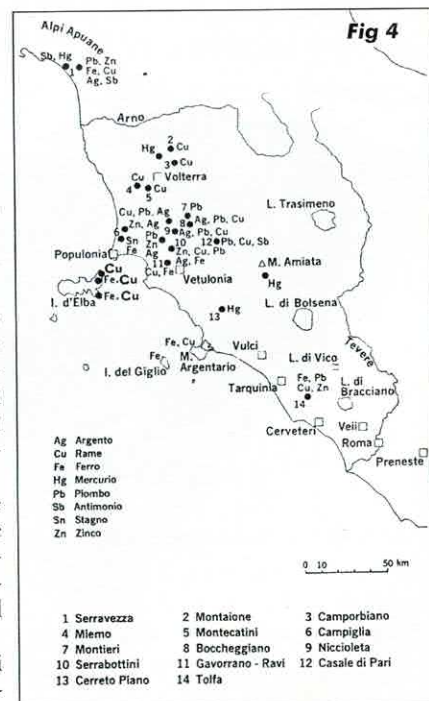 Fig 4
Alpi Apuane
Sb, Hg
1
Pb, Zn
Fe, Cu
Ag, Sb
Arno
2
Cu
Hg
3 Cu
Volterra
Cu
4
Cu
5
7 Pb
Cu, Pb, Ag
8 Ag, Pb, Cu
L. Trasimeno
Zn, Ag
6
9 Ag, Pb, Cu
Sn
Fe
Pb
Zn
Ag
10
Zn, Cu, Pb
12 Pb, Cu, Sb
Populonia
11 Ag, Fe
Cu, Fe
Vetulonia
M. Amiata
Hg
Cu
Fe-Cu
Fe-Cu
I. d'Elba
13 Hg
L. di Bolsena
Tevere
Fe, Cu
Fe
M.
Argentario
I. del Giglio
Vulci
L. di Vico
Tarquinia
Fe, Pb
Cu, Zn
14
L. di
Bracciano
Cerveteri
Veii
Roma
Preneste
Ag Argento
Cu Rame
Fe Ferro
Hg Mercurio
Pb Piombo
Sb Antimonio
Sn Stagno
Zn Zinco
0 10 50 km
1 Serravezza 2 Montaione 3 Camporbiano
4 Miemo 5 Montecatini 6 Campiglia
7 Montieri 8 Boccheggiano 9 Niccioleta
10 Serrabottini 11 Gavorrano - Ravi 12 Casale di Pari
13 Cerreto Piano 14 Tolfa